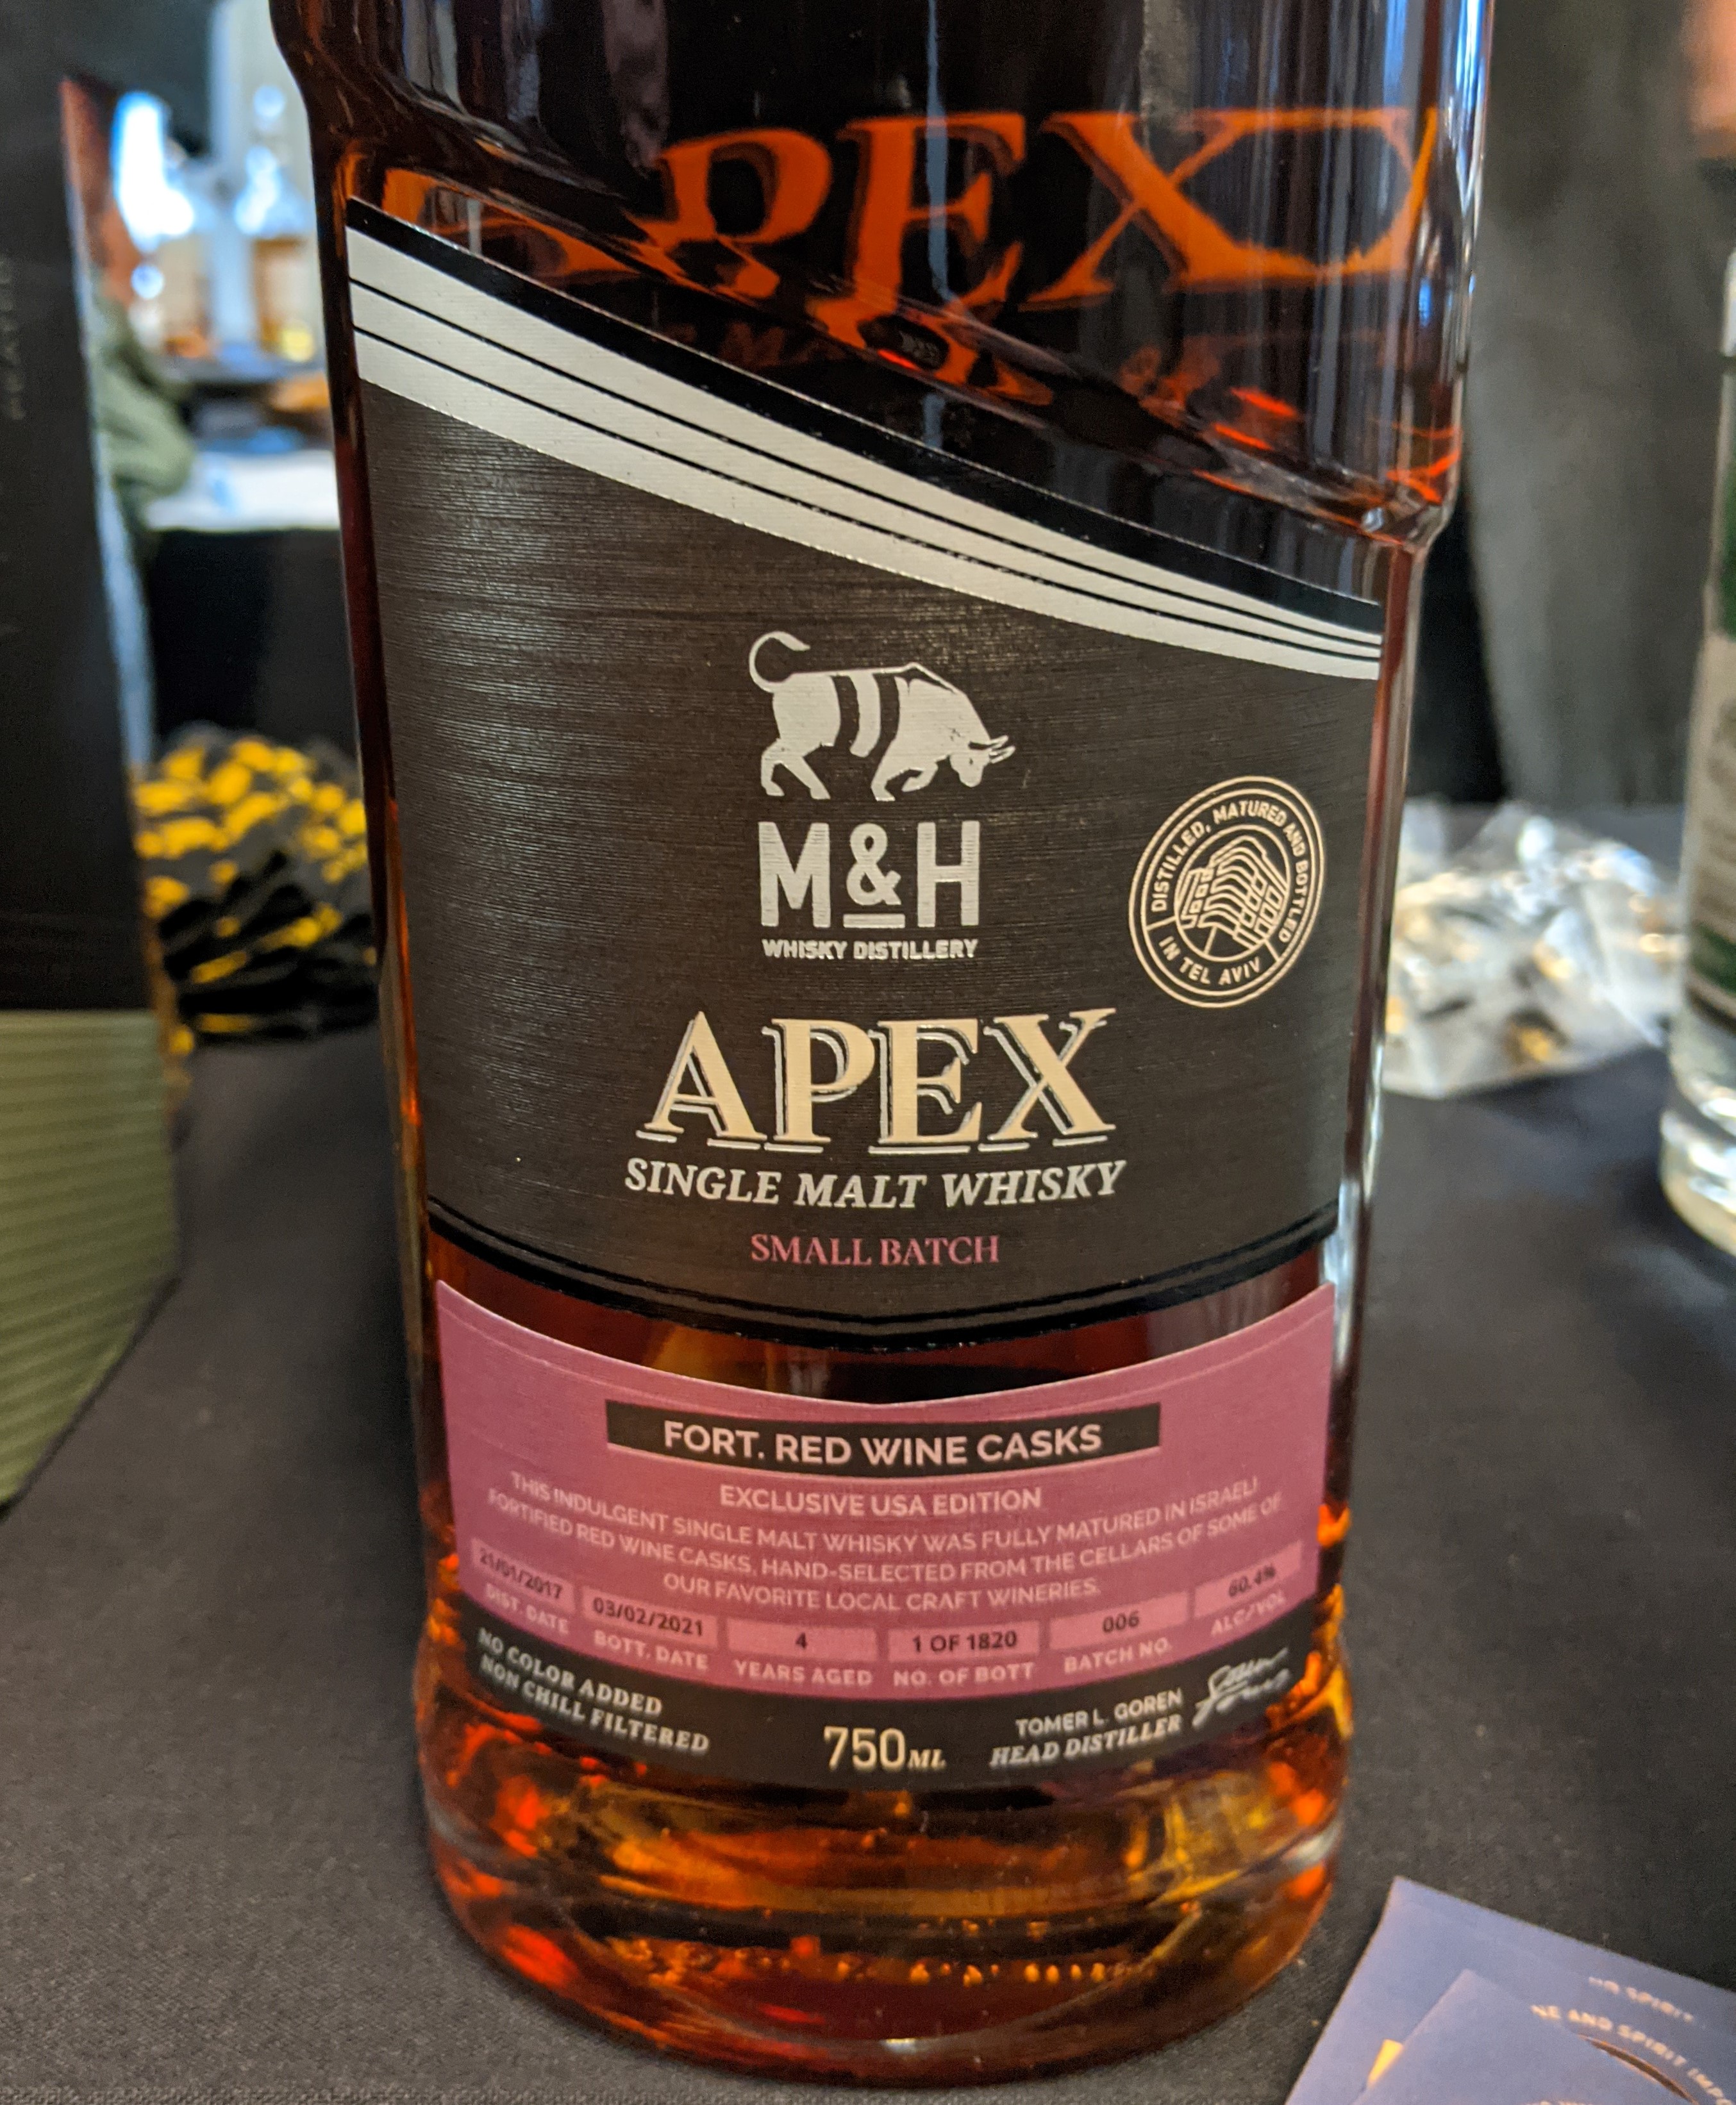 APEX
M&H
WHISKY DISTILLERY
DISTILLED, MATURED AND BOTTLED
IN TEL AVIV
APEX
SINGLE MALT WHISKY
SMALL BATCH
FORT. RED WINE CASKS
EXCLUSIVE USA EDITION
THIS INDULGENT SINGLE MALT WHISKY WAS FULLY MATURED IN ISRAELI
FORTIFIED RED WINE CASKS, HAND-SELECTED FROM THE CELLARS OF SOME OF
OUR FAVORITE LOCAL CRAFT WINERIES.
21/01/2017 03/02/2021 4 1 OF 1820 006 60.4%
DIST. DATE BOTT. DATE YEARS AGED NO. OF BOTT BATCH NO. ALC/VOL
NO COLOR ADDED
NON CHILL FILTERED
750ML
TOMER L. GOREN
HEAD DISTILLER
SPIRIT
AND SPIRIT